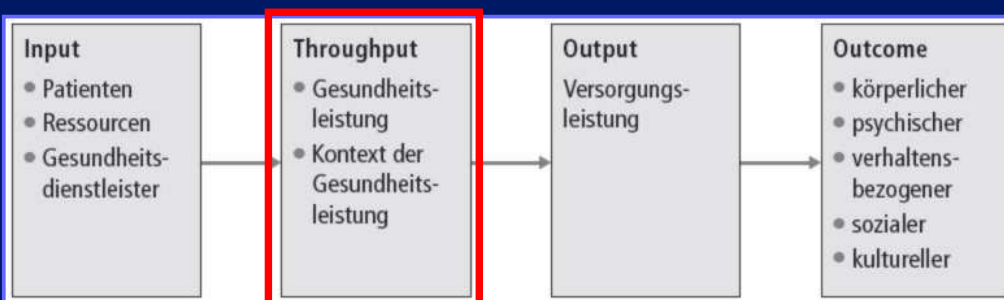 Input
• Patienten
• Ressourcen
• Gesundheits-
dienstleister
Throughput
• Gesundheits-
leistung
• Kontext der
Gesundheits-
leistung
Output
Versorgungs-
leistung
Outcome
• körperlicher
• psychischer
• verhaltens-
bezogener
• sozialer
• kultureller